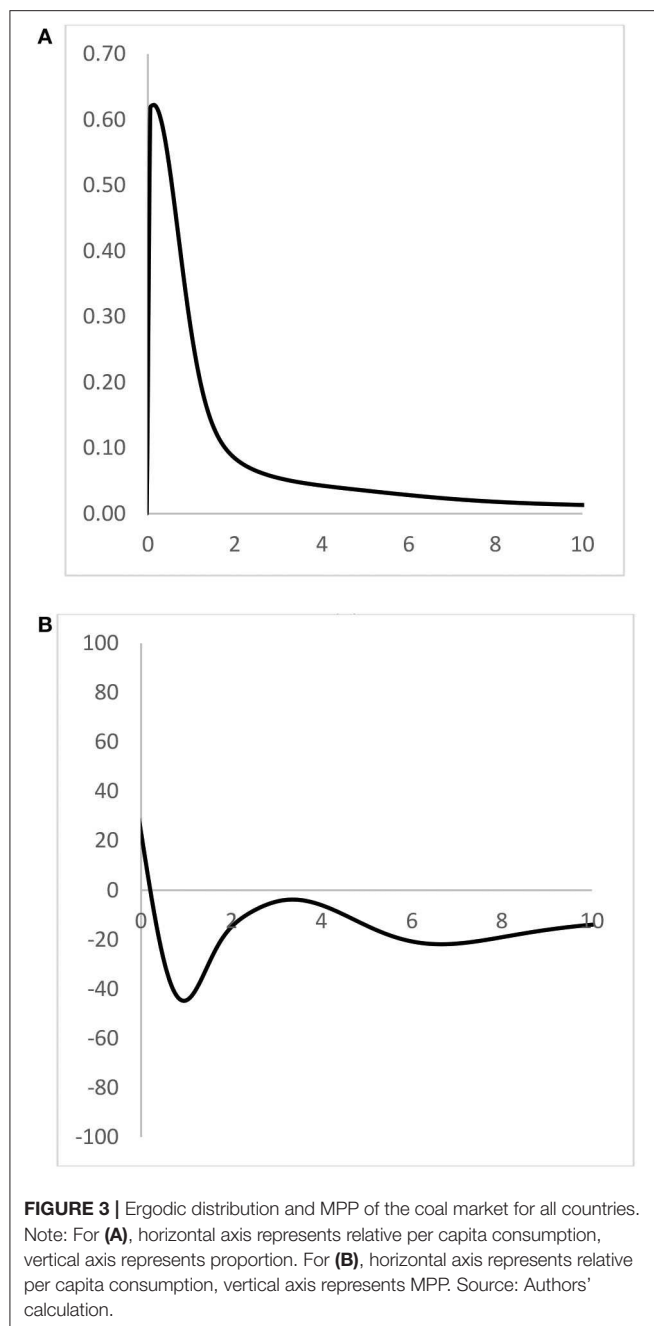 A
0.70
0.60
0.50
0.40
0.30
0.20
0.10
0.00
0 2 4 6 8 10
B
100
80
60
40
20
0
0 2 4 6 8 10
-20
-40
-60
-80
-100
FIGURE 3 | Ergodic distribution and MPP of the coal market for all countries.
Note: For (A), horizontal axis represents relative per capita consumption,
vertical axis represents proportion. For (B), horizontal axis represents relative
per capita consumption, vertical axis represents MPP. Source: Authors'
calculation.